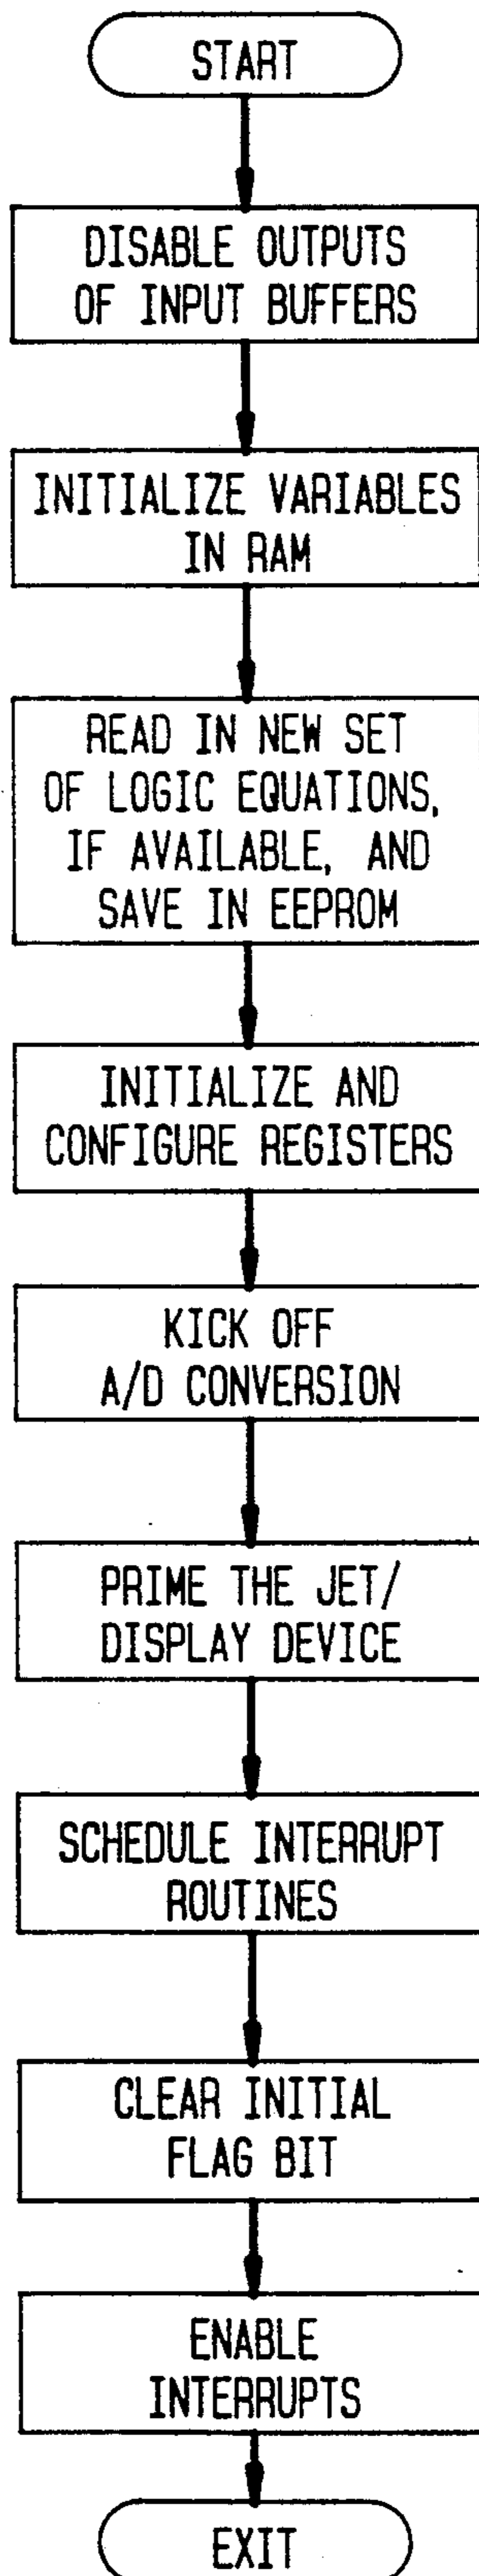 START
DISABLE OUTPUTS
OF INPUT BUFFERS
INITIALIZE VARIABLES
IN RAM
READ IN NEW SET
OF LOGIC EQUATIONS,
IF AVAILABLE, AND
SAVE IN EEPROM
INITIALIZE AND
CONFIGURE REGISTERS
KICK OFF
A/D CONVERSION
PRIME THE JET/
DISPLAY DEVICE
SCHEDULE INTERRUPT
ROUTINES
CLEAR INITIAL
FLAG BIT
ENABLE
INTERRUPTS
EXIT